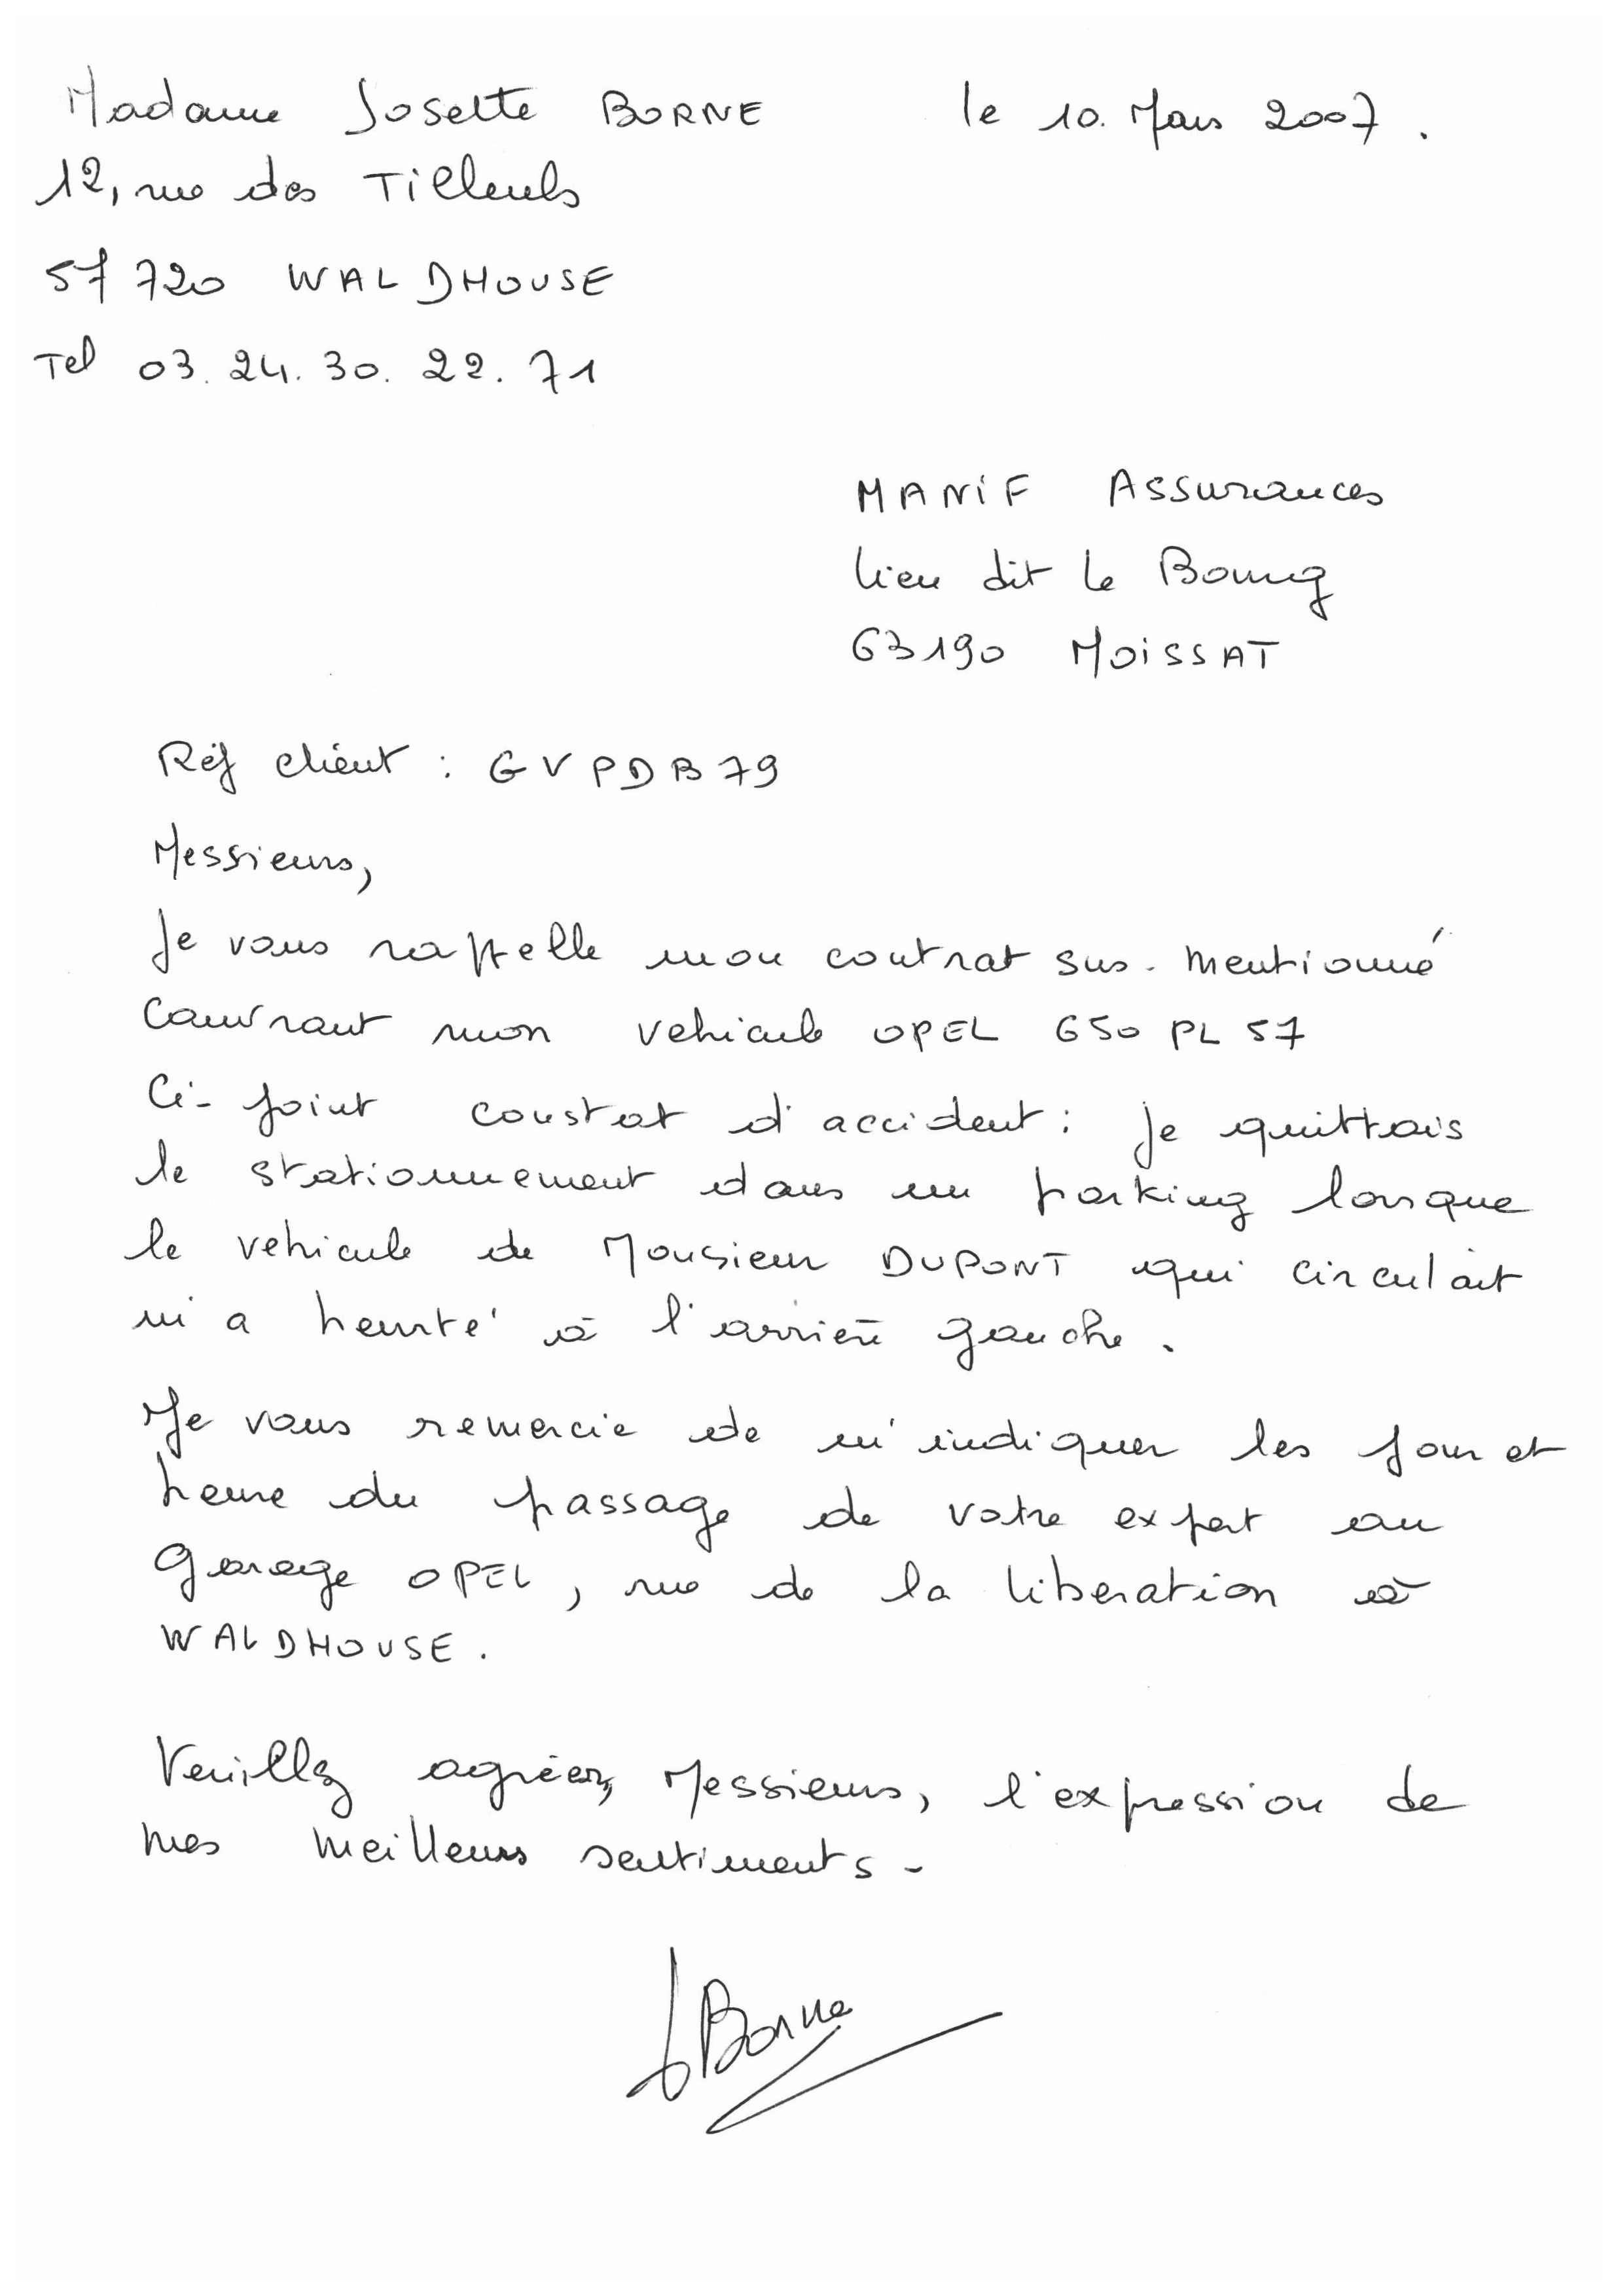 Madame Josette BORNE le 10. Mars 2007.
12, rue des Tilleuls
57 720 WALDHOUSE
Tel 03. 24. 30. 22. 71
MANiF Assurances
lieu dit le Bourg
63190 MOiSSAT
Réf client : GVPDB79
Messieurs,
Je vous rappelle mon contrat sus-mentionné
couvrant mon vehicule OPEL 650 PL 57
Ci-joint constat d'accident : je quittais
le stationnement dans un parking lorsque
le vehicule de Monsieur DUPONT qui circulait
m'a heurté à l'arrière gauche.
Je vous remercie de m'indiquer les jour et
heure du passage de votre expert au
Garage OPEL, rue de la liberation à
WALDHOUSE.
Veuillez agréer, Messieurs, l'expression de
mes meilleurs sentiments -
JBorne